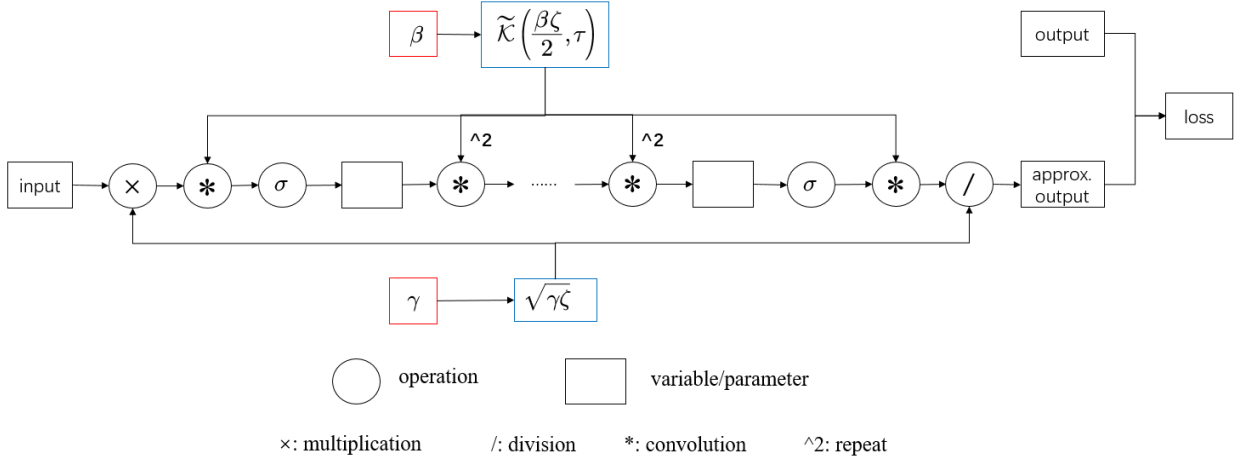 β
𝒦̃(βζ/2, τ)
output
loss
^2
^2
input × * σ * ...... * σ * / approx. output
γ
√γζ
operation
variable/parameter
×: multiplication /: division *: convolution ^2: repeat